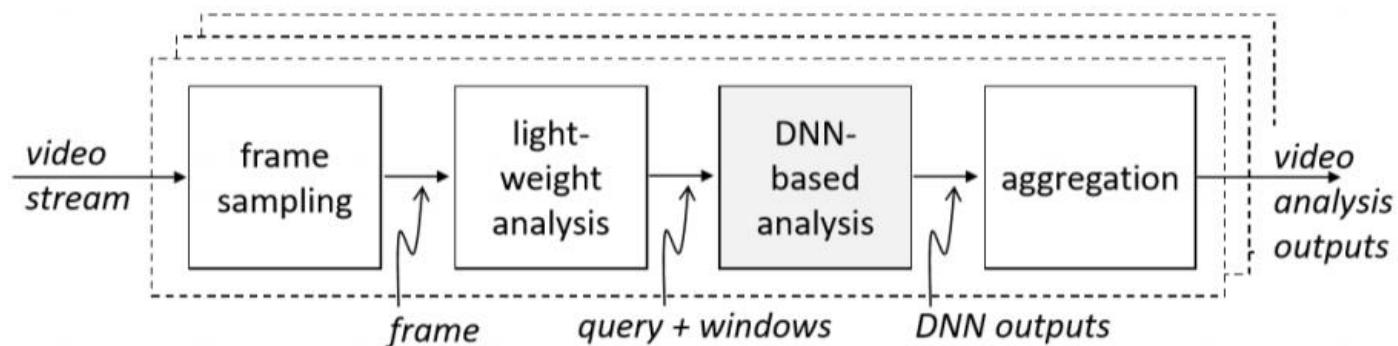 video
stream
frame
sampling
light-
weight
analysis
DNN-
based
analysis
aggregation
video
analysis
outputs
frame
query + windows
DNN outputs